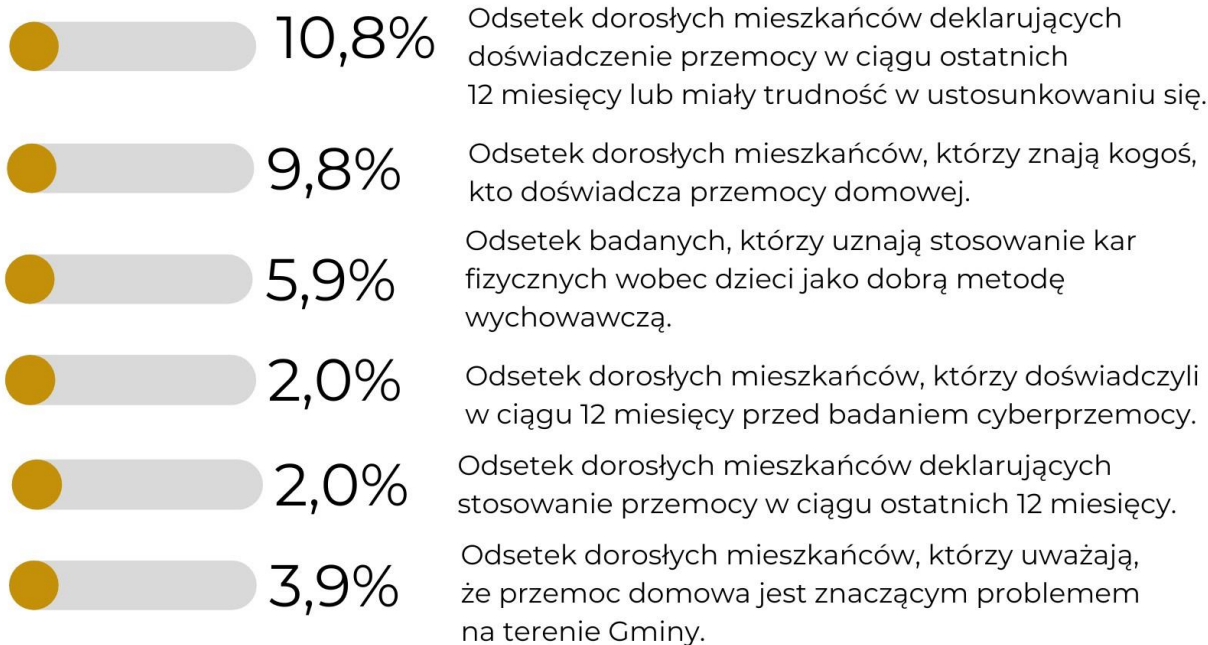 10,8%
Odsetek dorosłych mieszkańców deklarujących
doświadczenie przemocy w ciągu ostatnich
12 miesięcy lub miały trudność w ustosunkowaniu się.
9,8%
Odsetek dorosłych mieszkańców, którzy znają kogoś,
kto doświadcza przemocy domowej.
5,9%
Odsetek badanych, którzy uznają stosowanie kar
fizycznych wobec dzieci jako dobrą metodę
wychowawczą.
2,0%
Odsetek dorosłych mieszkańców, którzy doświadczyli
w ciągu 12 miesięcy przed badaniem cyberprzemocy.
2,0%
Odsetek dorosłych mieszkańców deklarujących
stosowanie przemocy w ciągu ostatnich 12 miesięcy.
3,9%
Odsetek dorosłych mieszkańców, którzy uważają,
że przemoc domowa jest znaczącym problemem
na terenie Gminy.